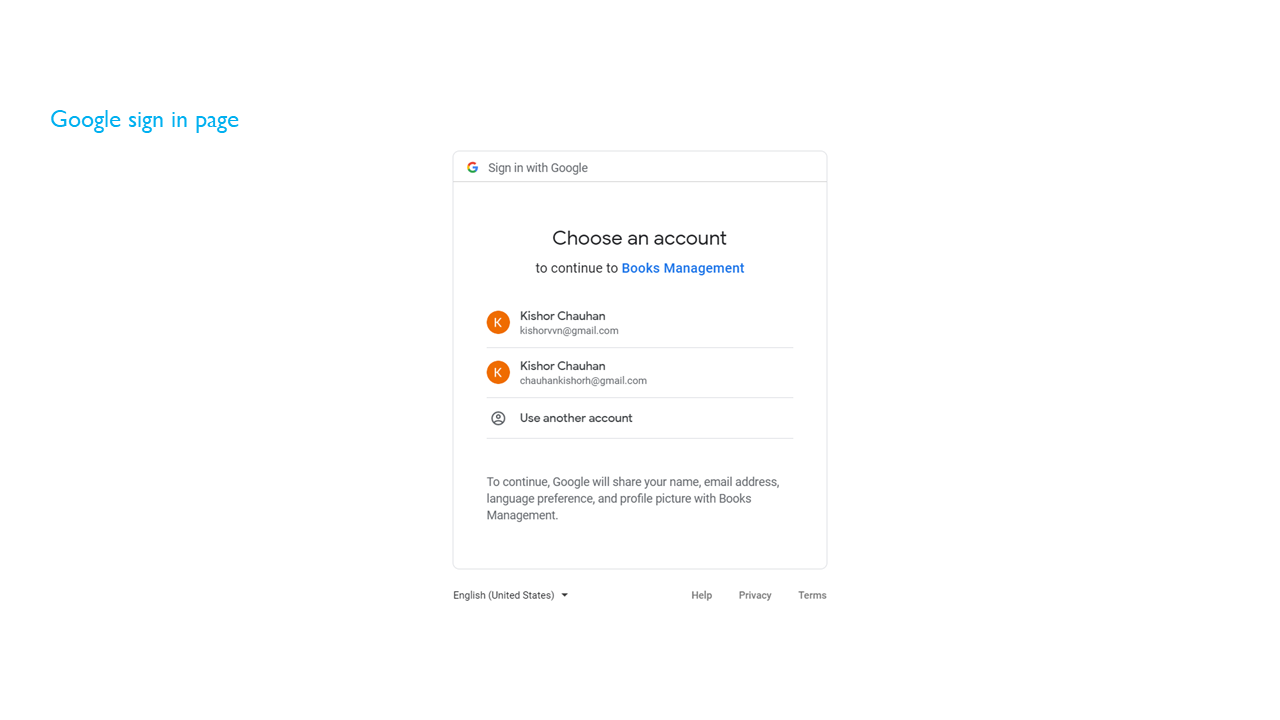 Google sign in page
Sign in with Google
Choose an account
to continue to Books Management
K
Kishor Chauhan
kishorvvn@gmail.com
K
Kishor Chauhan
chauhankishorh@gmail.com
Use another account
To continue, Google will share your name, email address,
language preference, and profile picture with Books
Management.
English (United States)
Help Privacy Terms